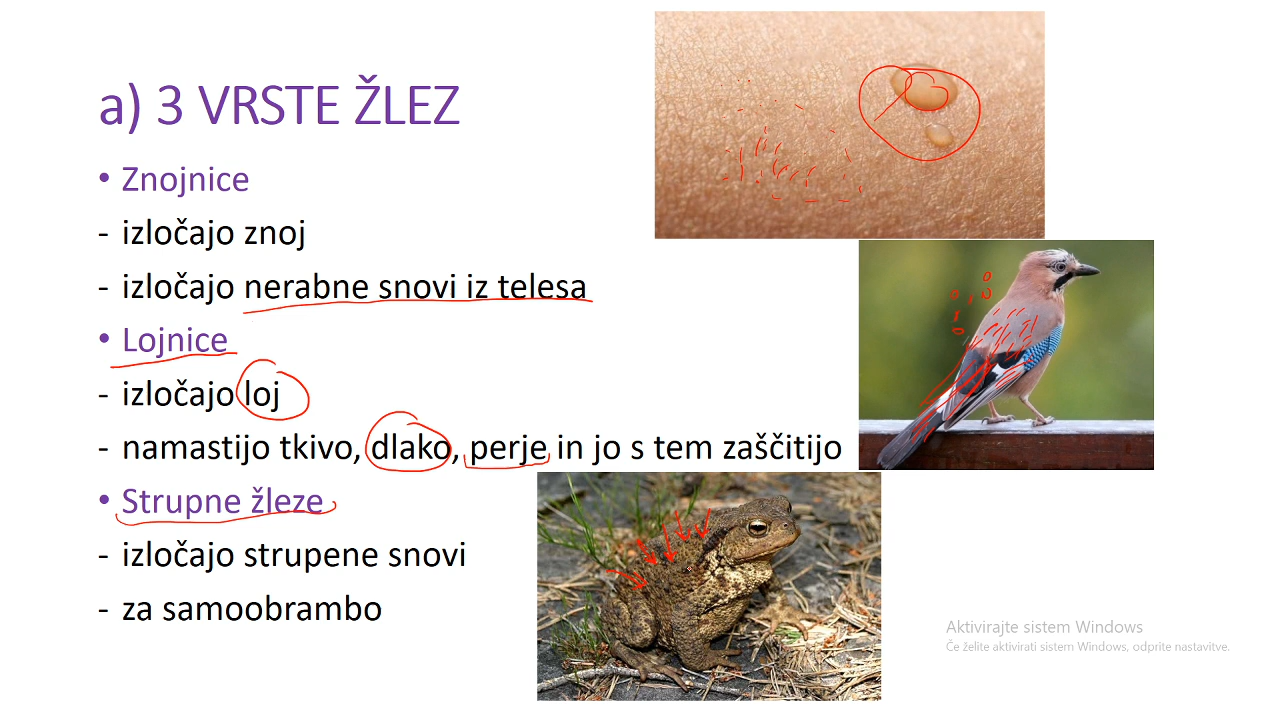 a) 3 VRSTE ŽLEZ
• Znojnice
- izločajo znoj
- izločajo nerabne snovi iz telesa
• Lojnice
- izločajo loj
- namastijo tkivo, dlako, perje in jo s tem zaščitijo
• Strupne žleze
- izločajo strupene snovi
- za samoobrambo
Aktivirajte sistem Windows
Če želite aktivirati sistem Windows, odprite nastavitve.